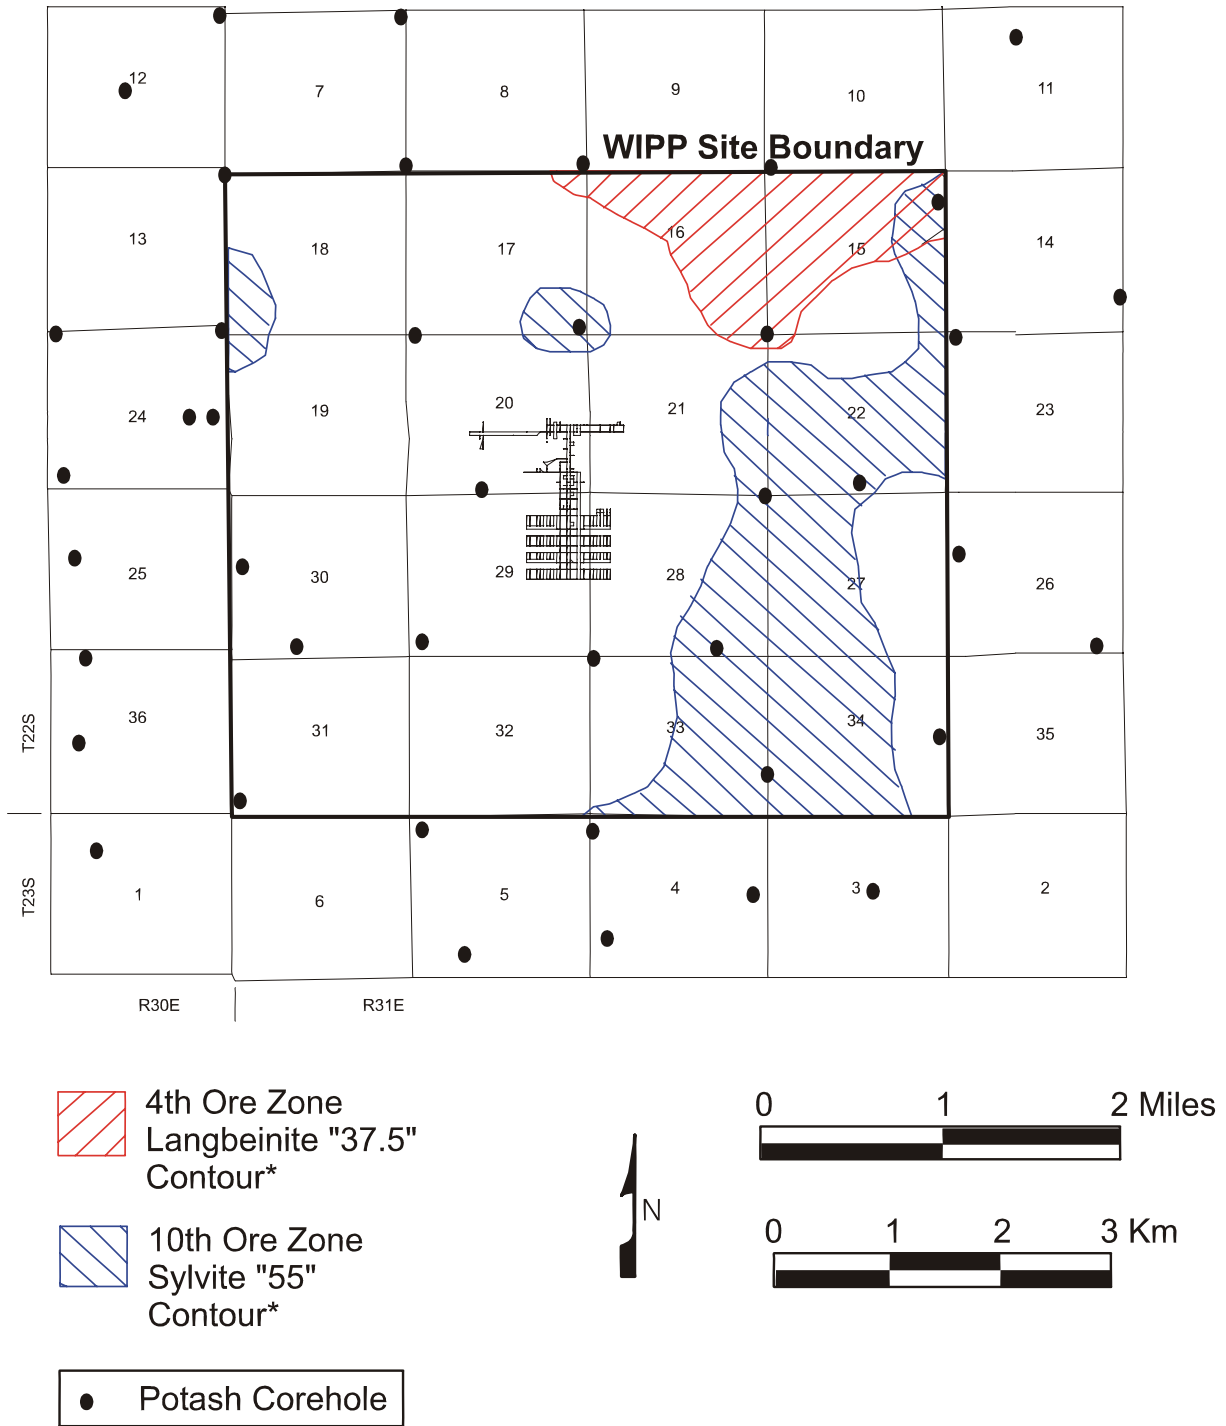 12
7
8
9
10
11
WIPP Site Boundary
13
18
17
16
15
14
24
19
20
21
22
23
25
30
29
28
27
26
36
31
32
33
34
35
T22S
T23S
1
6
5
4
3
2
R30E
R31E
4th Ore Zone
Langbeinite "37.5"
Contour*
10th Ore Zone
Sylvite "55"
Contour*
Potash Corehole
N
0 1 2 Miles
0 1 2 3 Km